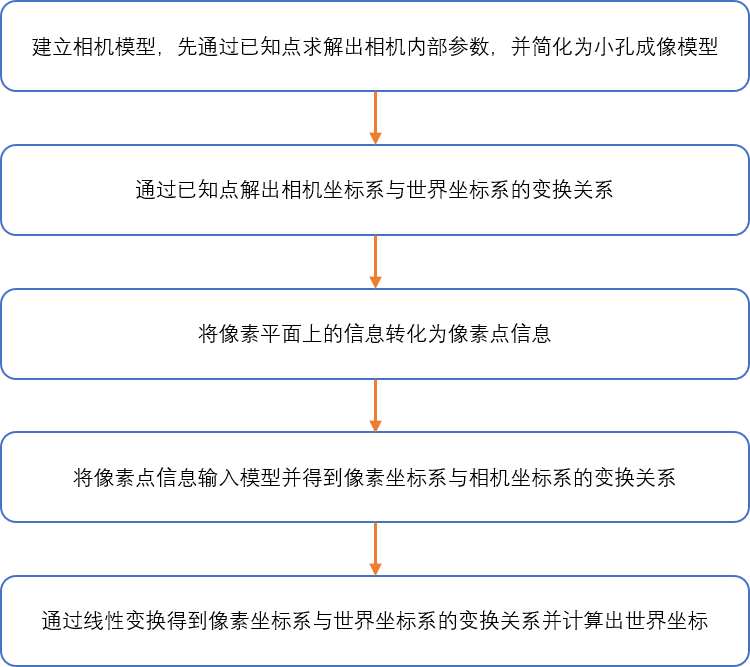 建立相机模型，先通过已知点求解出相机内部参数，并简化为小孔成像模型
通过已知点解出相机坐标系与世界坐标系的变换关系
将像素平面上的信息转化为像素点信息
将像素点信息输入模型并得到像素坐标系与相机坐标系的变换关系
通过线性变换得到像素坐标系与世界坐标系的变换关系并计算出世界坐标